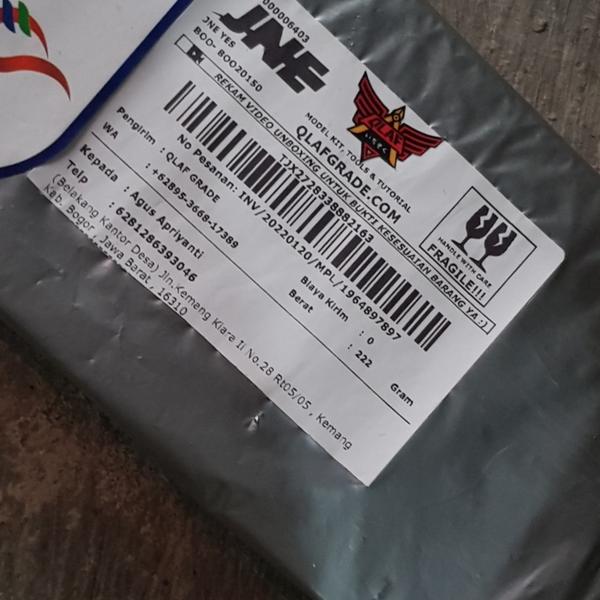 000006403
JNE
JNE YES
BOO- BOO20150
QLAF
MODEL KIT, TOOLS & TUTORIAL
QLAFGRADE.COM
HANDLE WITH CARE
FRAGILE!!!
REKAM VIDEO UNBOXING UNTUK BUKTI KESESUAIAN BARANG YA :)
TJX2728338682163
No Pesanan: INV/20220120/MPL/1964897897
Pengirim : QLAF GRADE
WA : +62895-3668-17389
Biaya Kirim : 0
Berat : 222 Gram
Kepada : Agus Apriyanti
Telp : 6281286393046
(Belakang Kantor Desa) Jln.Kemang Kiara Ii No.28 Rt05/05 , Kemang
Kab. Bogor , Jawa Barat , 16310